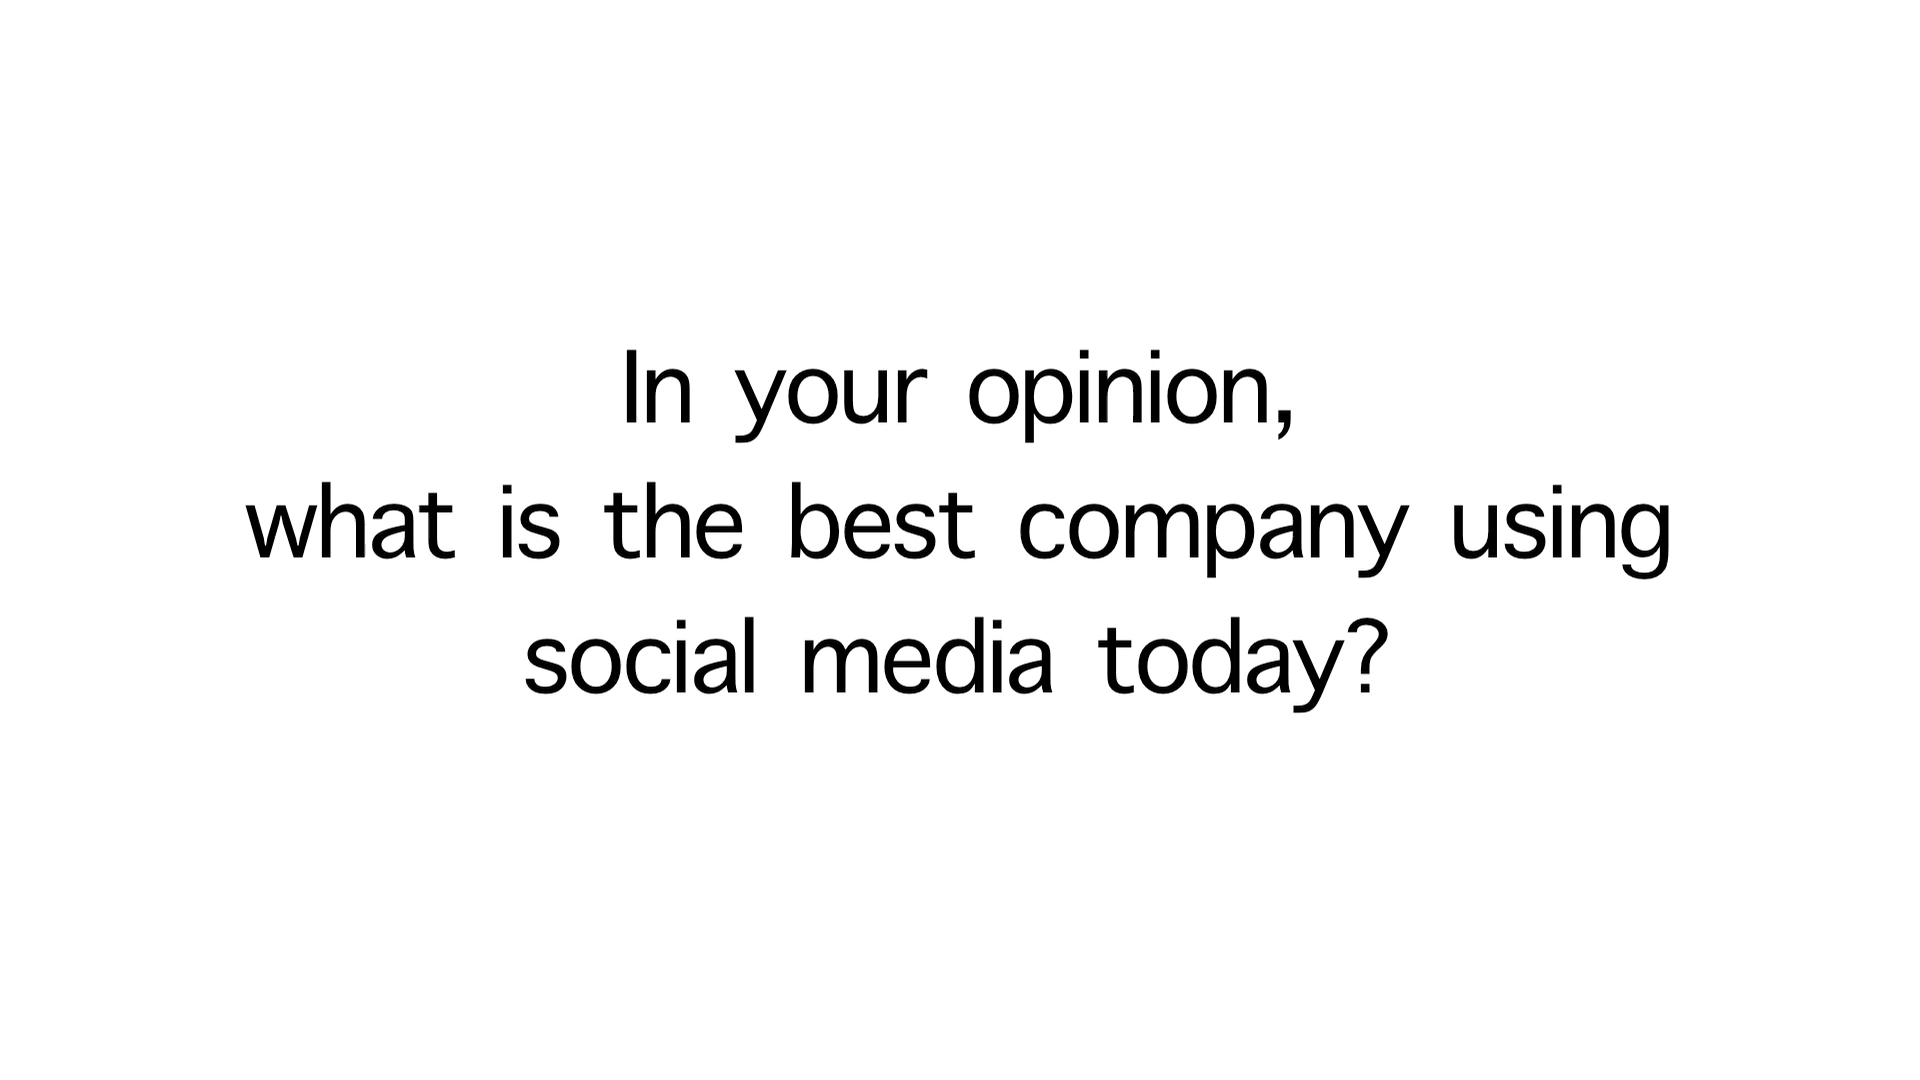 In your opinion,
what is the best company using
social media today?